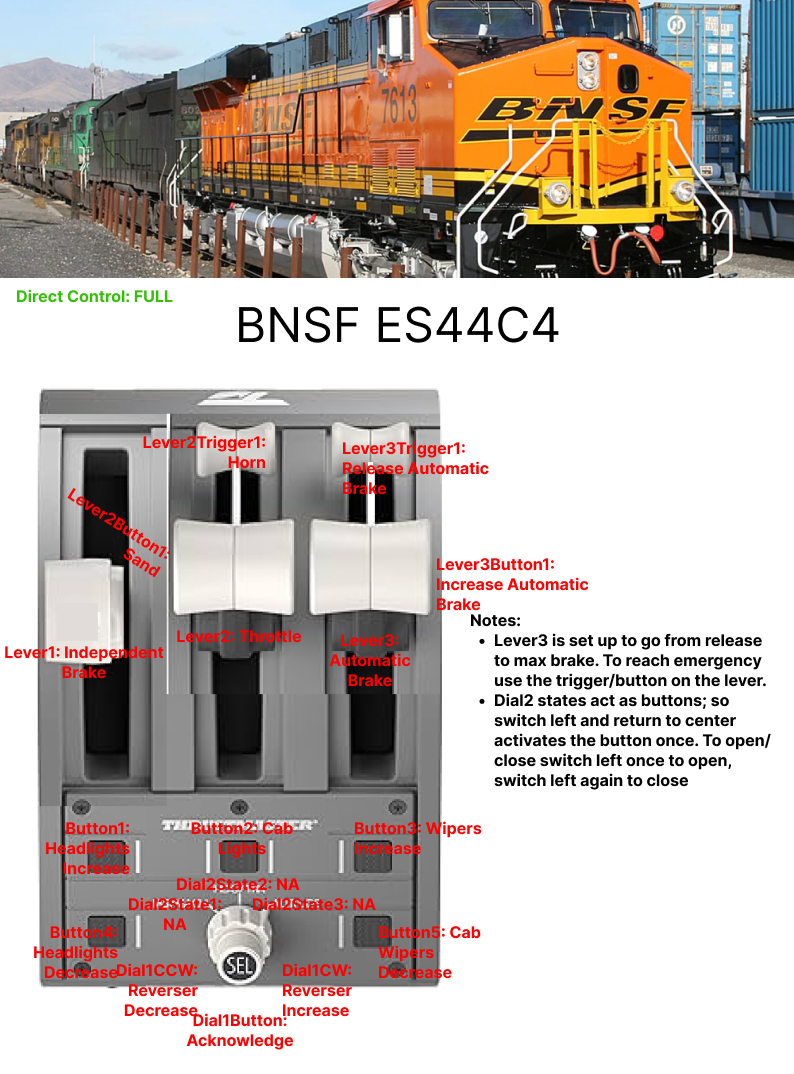 BNSF
7613
BNSF
Direct Control: FULL
BNSF ES44C4
Lever2Trigger1:
Horn
Lever3Trigger1:
Release Automatic
Brake
Lever2Button1:
Sand
Lever3Button1:
Increase Automatic
Brake
Lever1: Independent
Brake
Lever2: Throttle
Lever3:
Automatic
Brake
Notes:
• Lever3 is set up to go from release
to max brake. To reach emergency
use the trigger/button on the lever.
• Dial2 states act as buttons; so
switch left and return to center
activates the button once. To open/
close switch left once to open,
switch left again to close
THRUSTMASTER
Button1:
Headlights
Increase
Button2: Cab
Lights
Button3: Wipers
Increase
Dial2State2: NA
Dial2State1:
NA
Dial2State3: NA
Button4:
Headlights
Decrease
Button5: Cab
Wipers
Decrease
SEL
Dial1CCW:
Reverser
Decrease
Dial1CW:
Reverser
Increase
Dial1Button:
Acknowledge